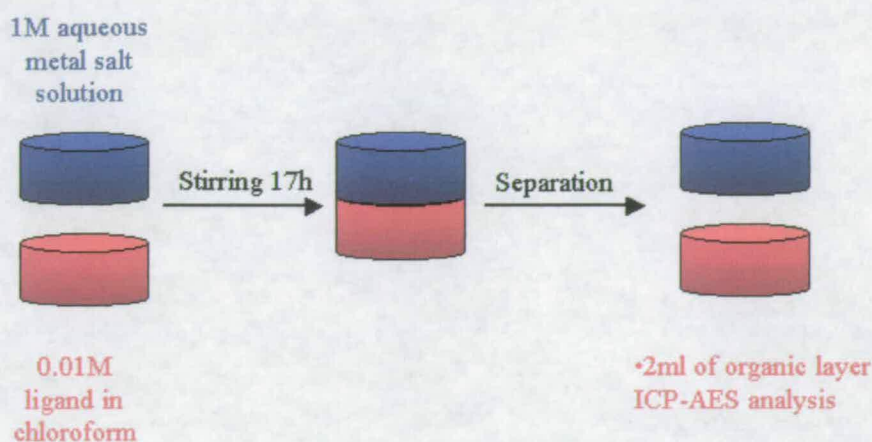 1M aqueous
metal salt
solution
Stirring 17h
Separation
0.01M
ligand in
chloroform
•2ml of organic layer
ICP-AES analysis